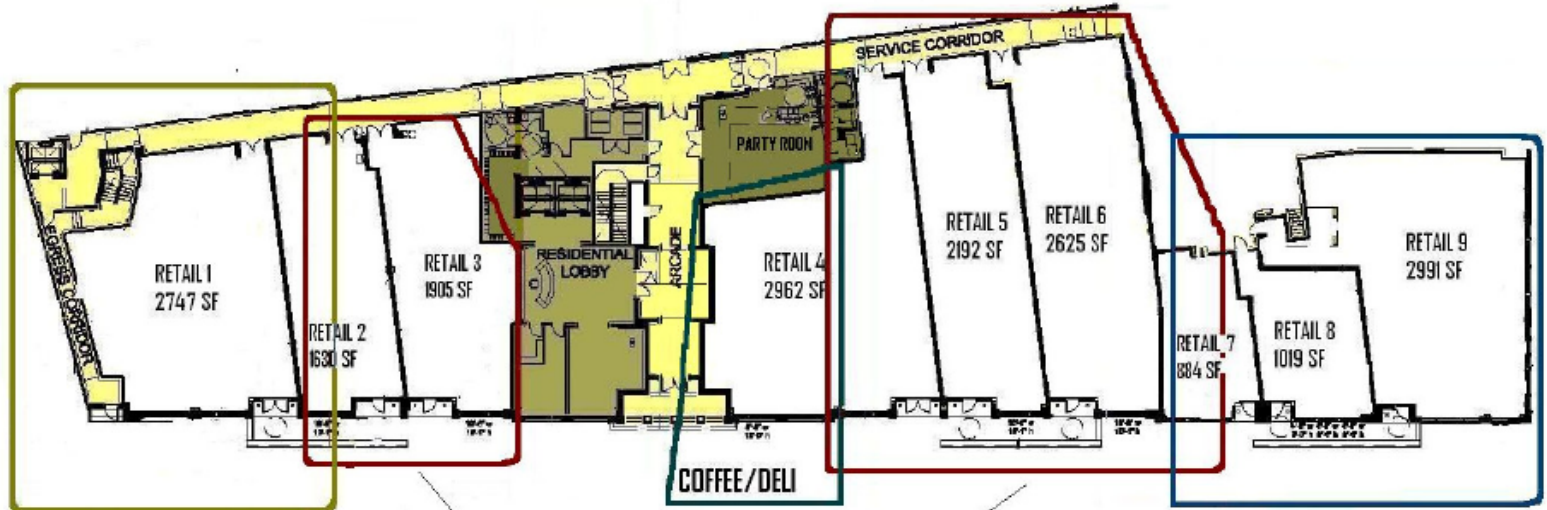 SERVICE CORRIDOR
PARTY ROOM
EGRESS CORRIDOR
RETAIL 1
2747 SF
RETAIL 2
1630 SF
RETAIL 3
1905 SF
RESIDENTIAL
LOBBY
ARCADE
RETAIL 4
2962 SF
RETAIL 5
2192 SF
RETAIL 6
2625 SF
RETAIL 7
884 SF
RETAIL 8
1019 SF
RETAIL 9
2991 SF
COFFEE/DELI